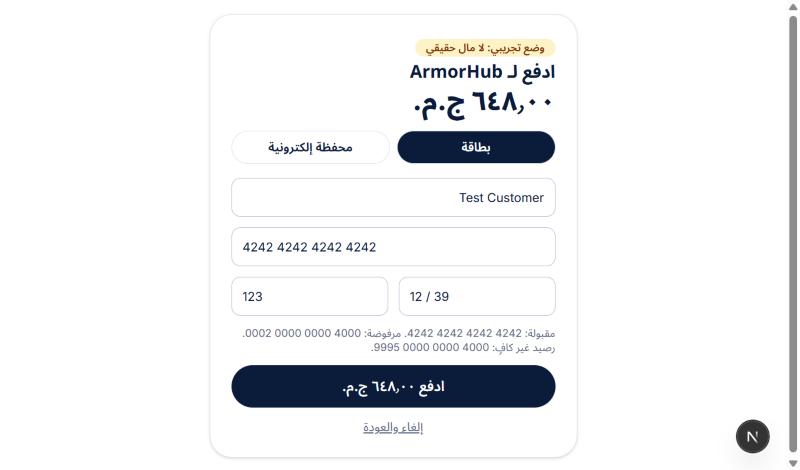 وضع تجريبي: لا مال حقيقي
ادفع لـ ArmorHub
٦٤٨٫٠٠ ج.م.
بطاقة
محفظة إلكترونية
Test Customer
4242 4242 4242 4242
12 / 39
123
مقبولة: 4242 4242 4242 4242. مرفوضة: 4000 0000 0000 0002.
رصيد غير كافٍ: 4000 0000 0000 9995.
ادفع ٦٤٨٫٠٠ ج.م.
إلغاء والعودة
N